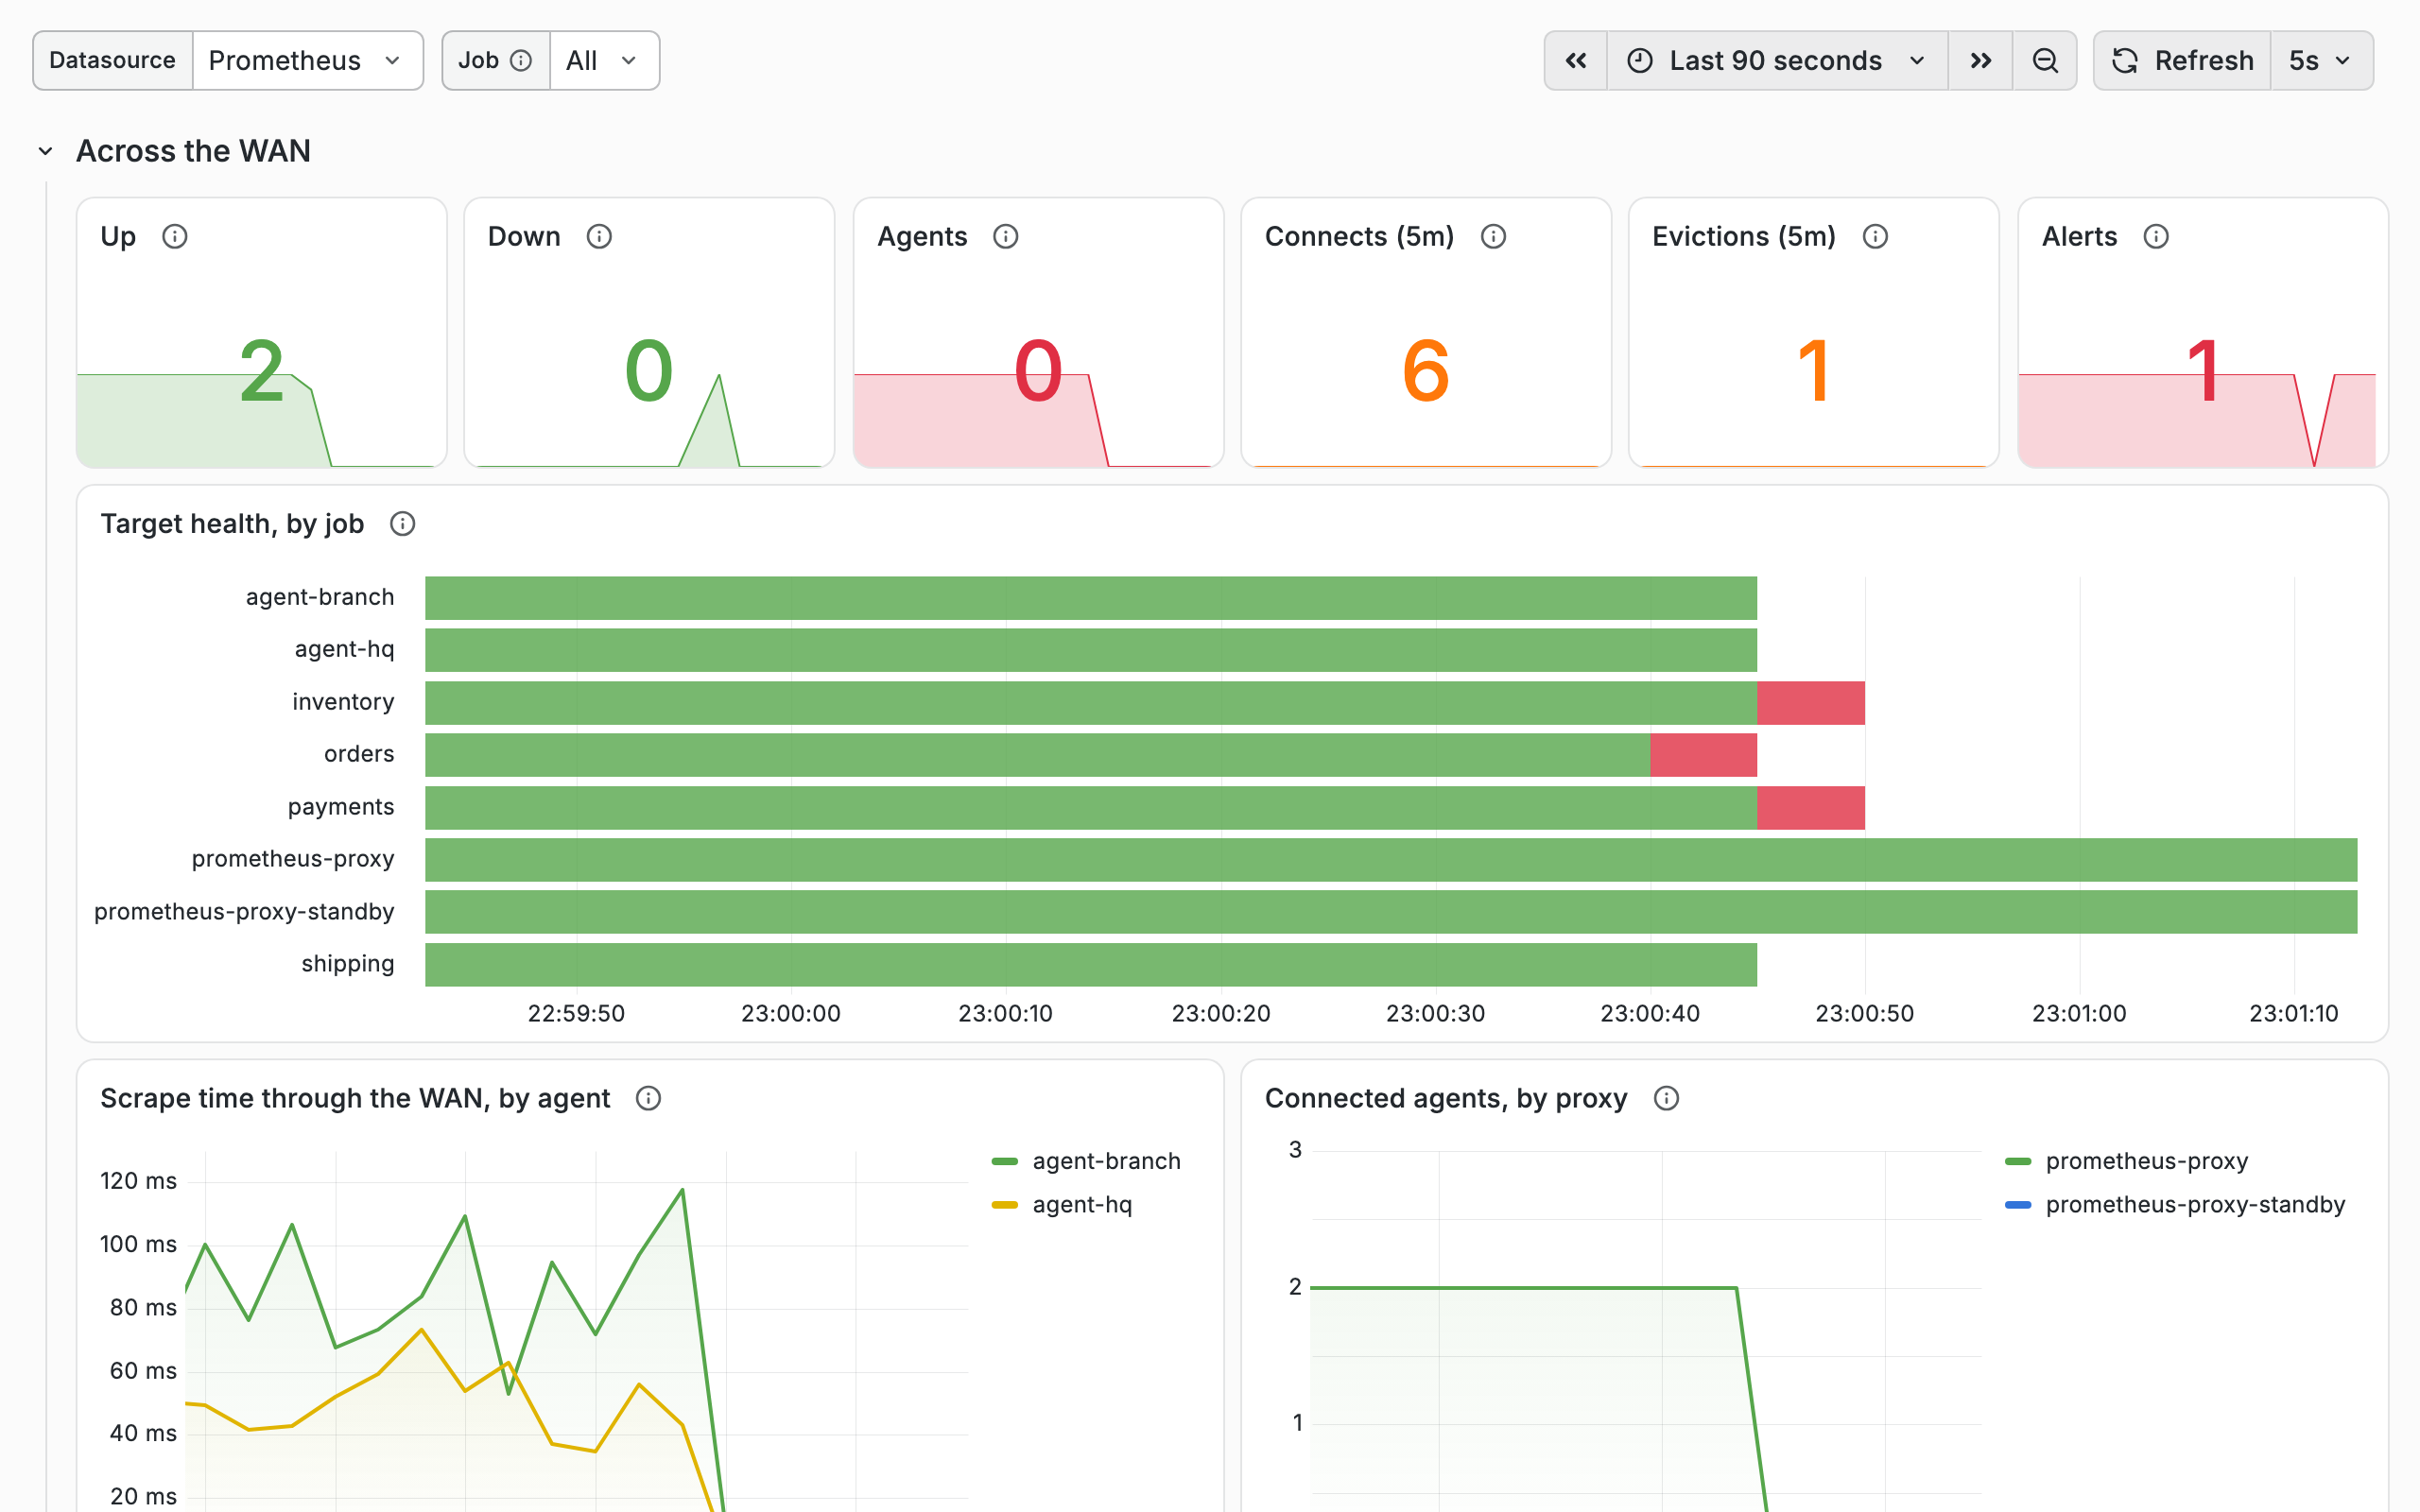 Datasource Prometheus Job All Last 90 seconds Refresh 5s
Across the WAN
Up Down Agents Connects (5m) Evictions (5m) Alerts
2 0 0 6 1 1
Target health, by job
agent-branch
agent-hq
inventory
orders
payments
prometheus-proxy
prometheus-proxy-standby
shipping
22:59:50 23:00:00 23:00:10 23:00:20 23:00:30 23:00:40 23:00:50 23:01:00 23:01:10
Scrape time through the WAN, by agent
120 ms
100 ms
80 ms
60 ms
40 ms
20 ms
agent-branch
agent-hq
Connected agents, by proxy
3
2
1
prometheus-proxy
prometheus-proxy-standby